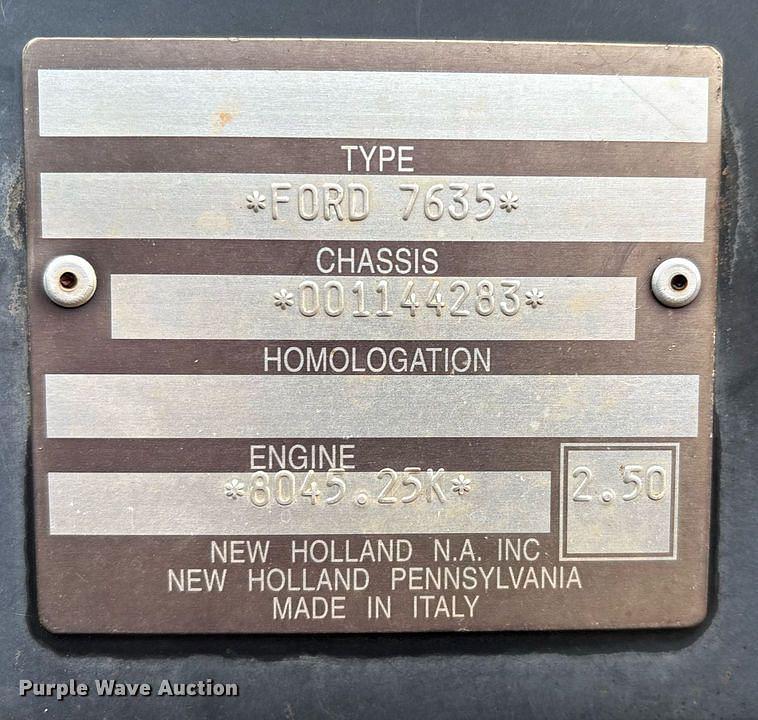 TYPE
*FORD 7635*
CHASSIS
*001144283*
HOMOLOGATION
ENGINE
*8045.25K*
2.50
NEW HOLLAND N.A. INC
NEW HOLLAND PENNSYLVANIA
MADE IN ITALY
Purple Wave Auction